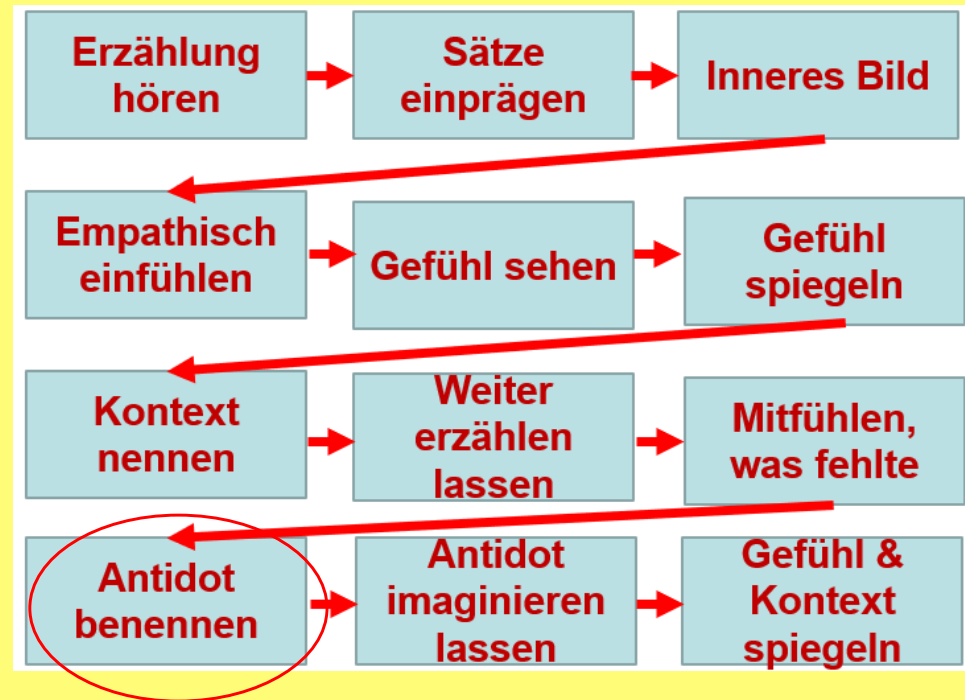 Erzählung
hören
Sätze
einprägen
Inneres Bild
Empathisch
einfühlen
Gefühl sehen
Gefühl
spiegeln
Kontext
nennen
Weiter
erzählen
lassen
Mitfühlen,
was fehlte
Antidot
benennen
Antidot
imaginieren
lassen
Gefühl &
Kontext
spiegeln